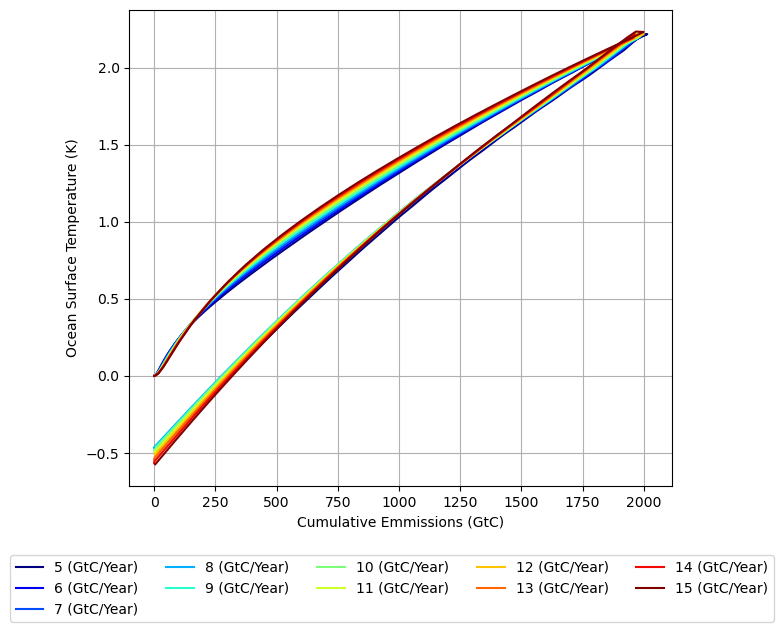 2.0
1.5
1.0
0.5
0.0
−0.5
Ocean Surface Temperature (K)
0 250 500 750 1000 1250 1500 1750 2000
Cumulative Emmissions (GtC)
5 (GtC/Year) 8 (GtC/Year) 10 (GtC/Year) 12 (GtC/Year) 14 (GtC/Year)
6 (GtC/Year) 9 (GtC/Year) 11 (GtC/Year) 13 (GtC/Year) 15 (GtC/Year)
7 (GtC/Year)